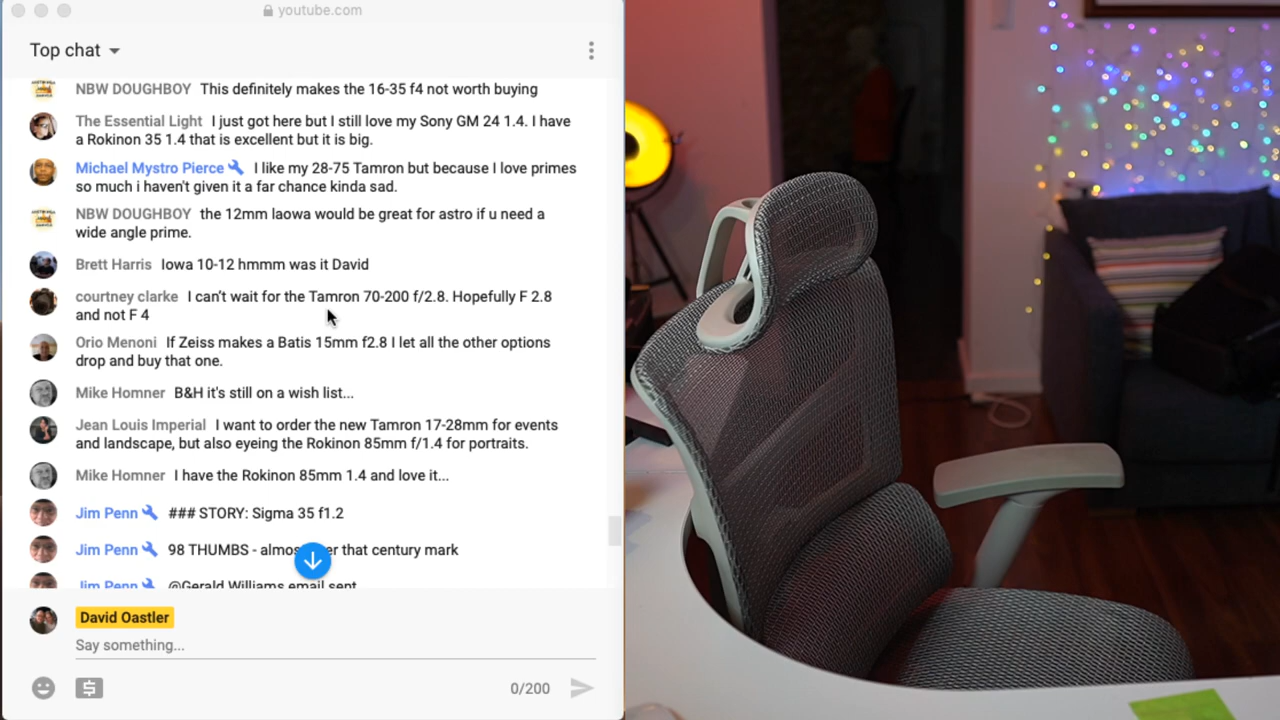 youtube.com
Top chat
NBW DOUGHBOY This definitely makes the 16-35 f4 not worth buying
The Essential Light I just got here but I still love my Sony GM 24 1.4. I have
a Rokinon 35 1.4 that is excellent but it is big.
Michael Mystro Pierce I like my 28-75 Tamron but because I love primes
so much i haven't given it a far chance kinda sad.
NBW DOUGHBOY the 12mm laowa would be great for astro if u need a
wide angle prime.
Brett Harris Iowa 10-12 hmmm was it David
courtney clarke I can't wait for the Tamron 70-200 f/2.8. Hopefully F 2.8
and not F 4
Orio Menoni If Zeiss makes a Batis 15mm f2.8 I let all the other options
drop and buy that one.
Mike Homner B&H it's still on a wish list...
Jean Louis Imperial I want to order the new Tamron 17-28mm for events
and landscape, but also eyeing the Rokinon 85mm f/1.4 for portraits.
Mike Homner I have the Rokinon 85mm 1.4 and love it...
Jim Penn ### STORY: Sigma 35 f1.2
Jim Penn 98 THUMBS - that century mark
Jim Penn @Gerald Williams email sent
David Oastler
Say something...
0/200